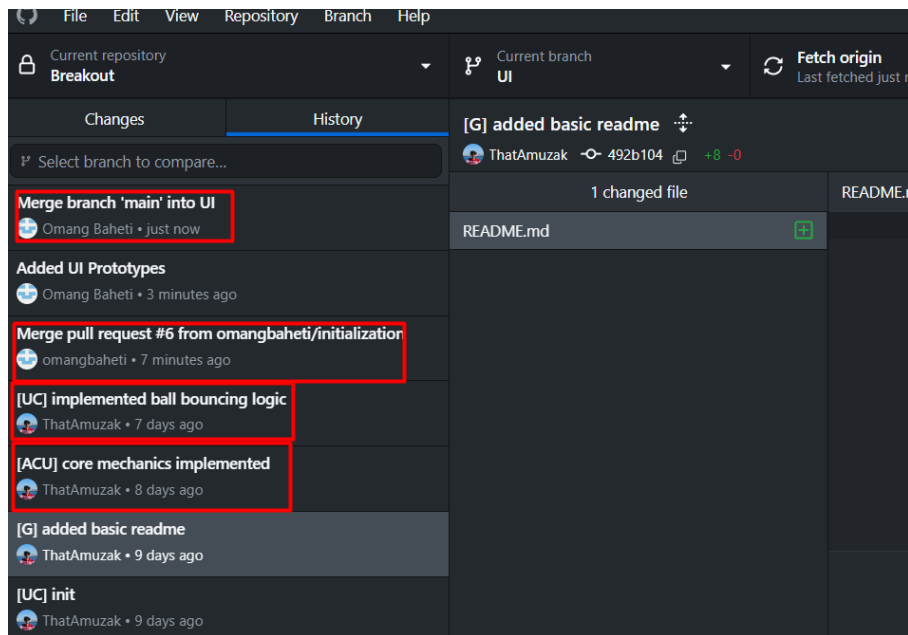 File Edit View Repository Branch Help
Current repository
Breakout
Current branch
UI
Fetch origin
Last fetched just
Changes
History
Select branch to compare...
Merge branch 'main' into UI
Omang Baheti • just now
Added UI Prototypes
Omang Baheti • 3 minutes ago
Merge pull request #6 from omangbaheti/initialization
omangbaheti • 7 minutes ago
[UC] implemented ball bouncing logic
ThatAmuzak • 7 days ago
[ACU] core mechanics implemented
ThatAmuzak • 8 days ago
[G] added basic readme
ThatAmuzak • 9 days ago
[UC] init
ThatAmuzak • 9 days ago
[G] added basic readme
ThatAmuzak 492b104 +8 -0
1 changed file
README.md
README.